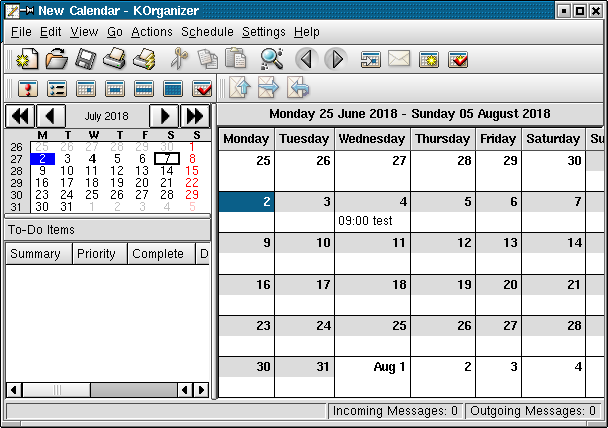 New Calendar - KOrganizer
File Edit View Go Actions Schedule Settings Help
July 2018
M T W T F S S
26 25 26 27 28 29 30 1
27 2 3 4 5 6 7 8
28 9 10 11 12 13 14 15
29 16 17 18 19 20 21 22
30 23 24 25 26 27 28 29
31 30 31 1 2 3 4 5
To-Do Items
Summary Priority Complete D
Monday 25 June 2018 - Sunday 05 August 2018
Monday Tuesday Wednesday Thursday Friday Saturday Su
25 26 27 28 29 30
2 3 4 5 6 7
09:00 test
9 10 11 12 13 14
16 17 18 19 20 21
23 24 25 26 27 28
30 31 Aug 1 2 3 4
Incoming Messages: 0 Outgoing Messages: 0